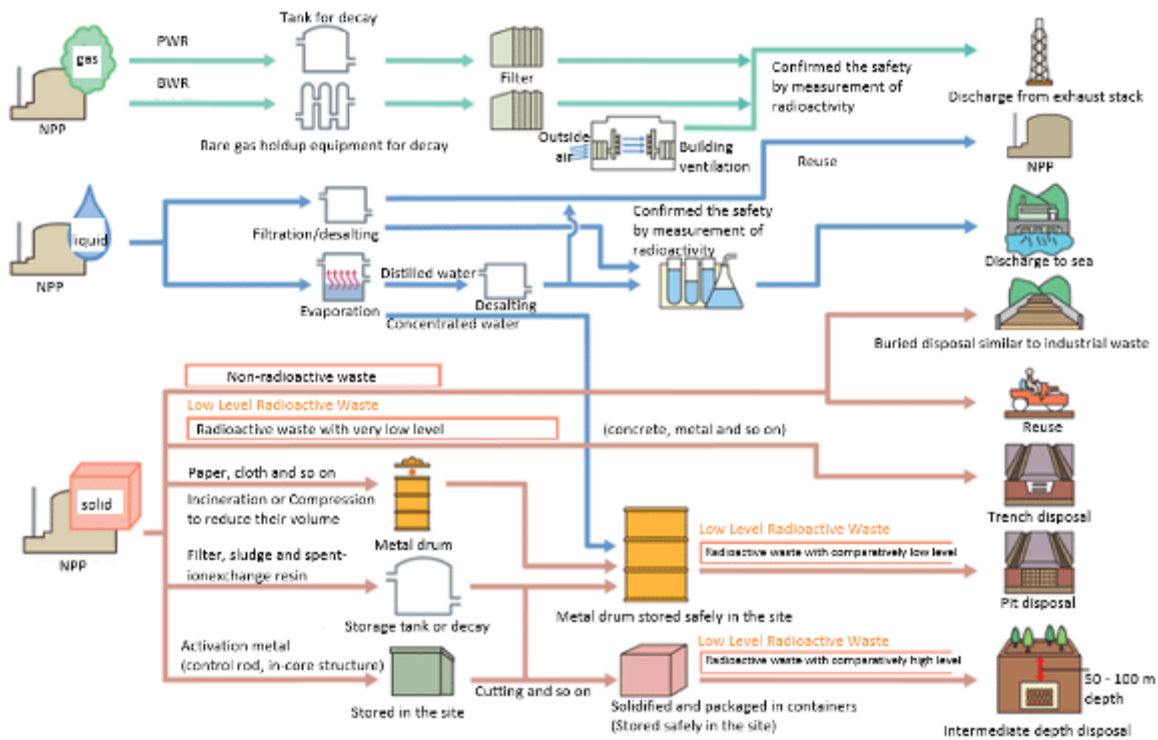 Tank for decay
PWR
gas
BWR
NPP
Filter
Rare gas holdup equipment for decay
Outside
air
Building
ventilation
Confirmed the safety
by measurement of
radioactivity
Discharge from exhaust stack
Reuse
NPP
liquid
NPP
Filtration/desalting
Confirmed the safety
by measurement of
radioactivity
Distilled water
Evaporation
Desalting
Concentrated water
Discharge to sea
Buried disposal similar to industrial waste
Non-radioactive waste
Low Level Radioactive Waste
Radioactive waste with very low level
(concrete, metal and so on)
Reuse
Trench disposal
solid
NPP
Paper, cloth and so on
Incineration or Compression
to reduce their volume
Metal drum
Filter, sludge and spent-
ionexchange resin
Storage tank or decay
Low Level Radioactive Waste
Radioactive waste with comparatively low level
Metal drum stored safely in the site
Pit disposal
Activation metal
(control rod, in-core structure)
Stored in the site
Cutting and so on
Low Level Radioactive Waste
Radioactive waste with comparatively high level
Solidified and packaged in containers
(Stored safely in the site)
50 - 100 m
depth
Intermediate depth disposal